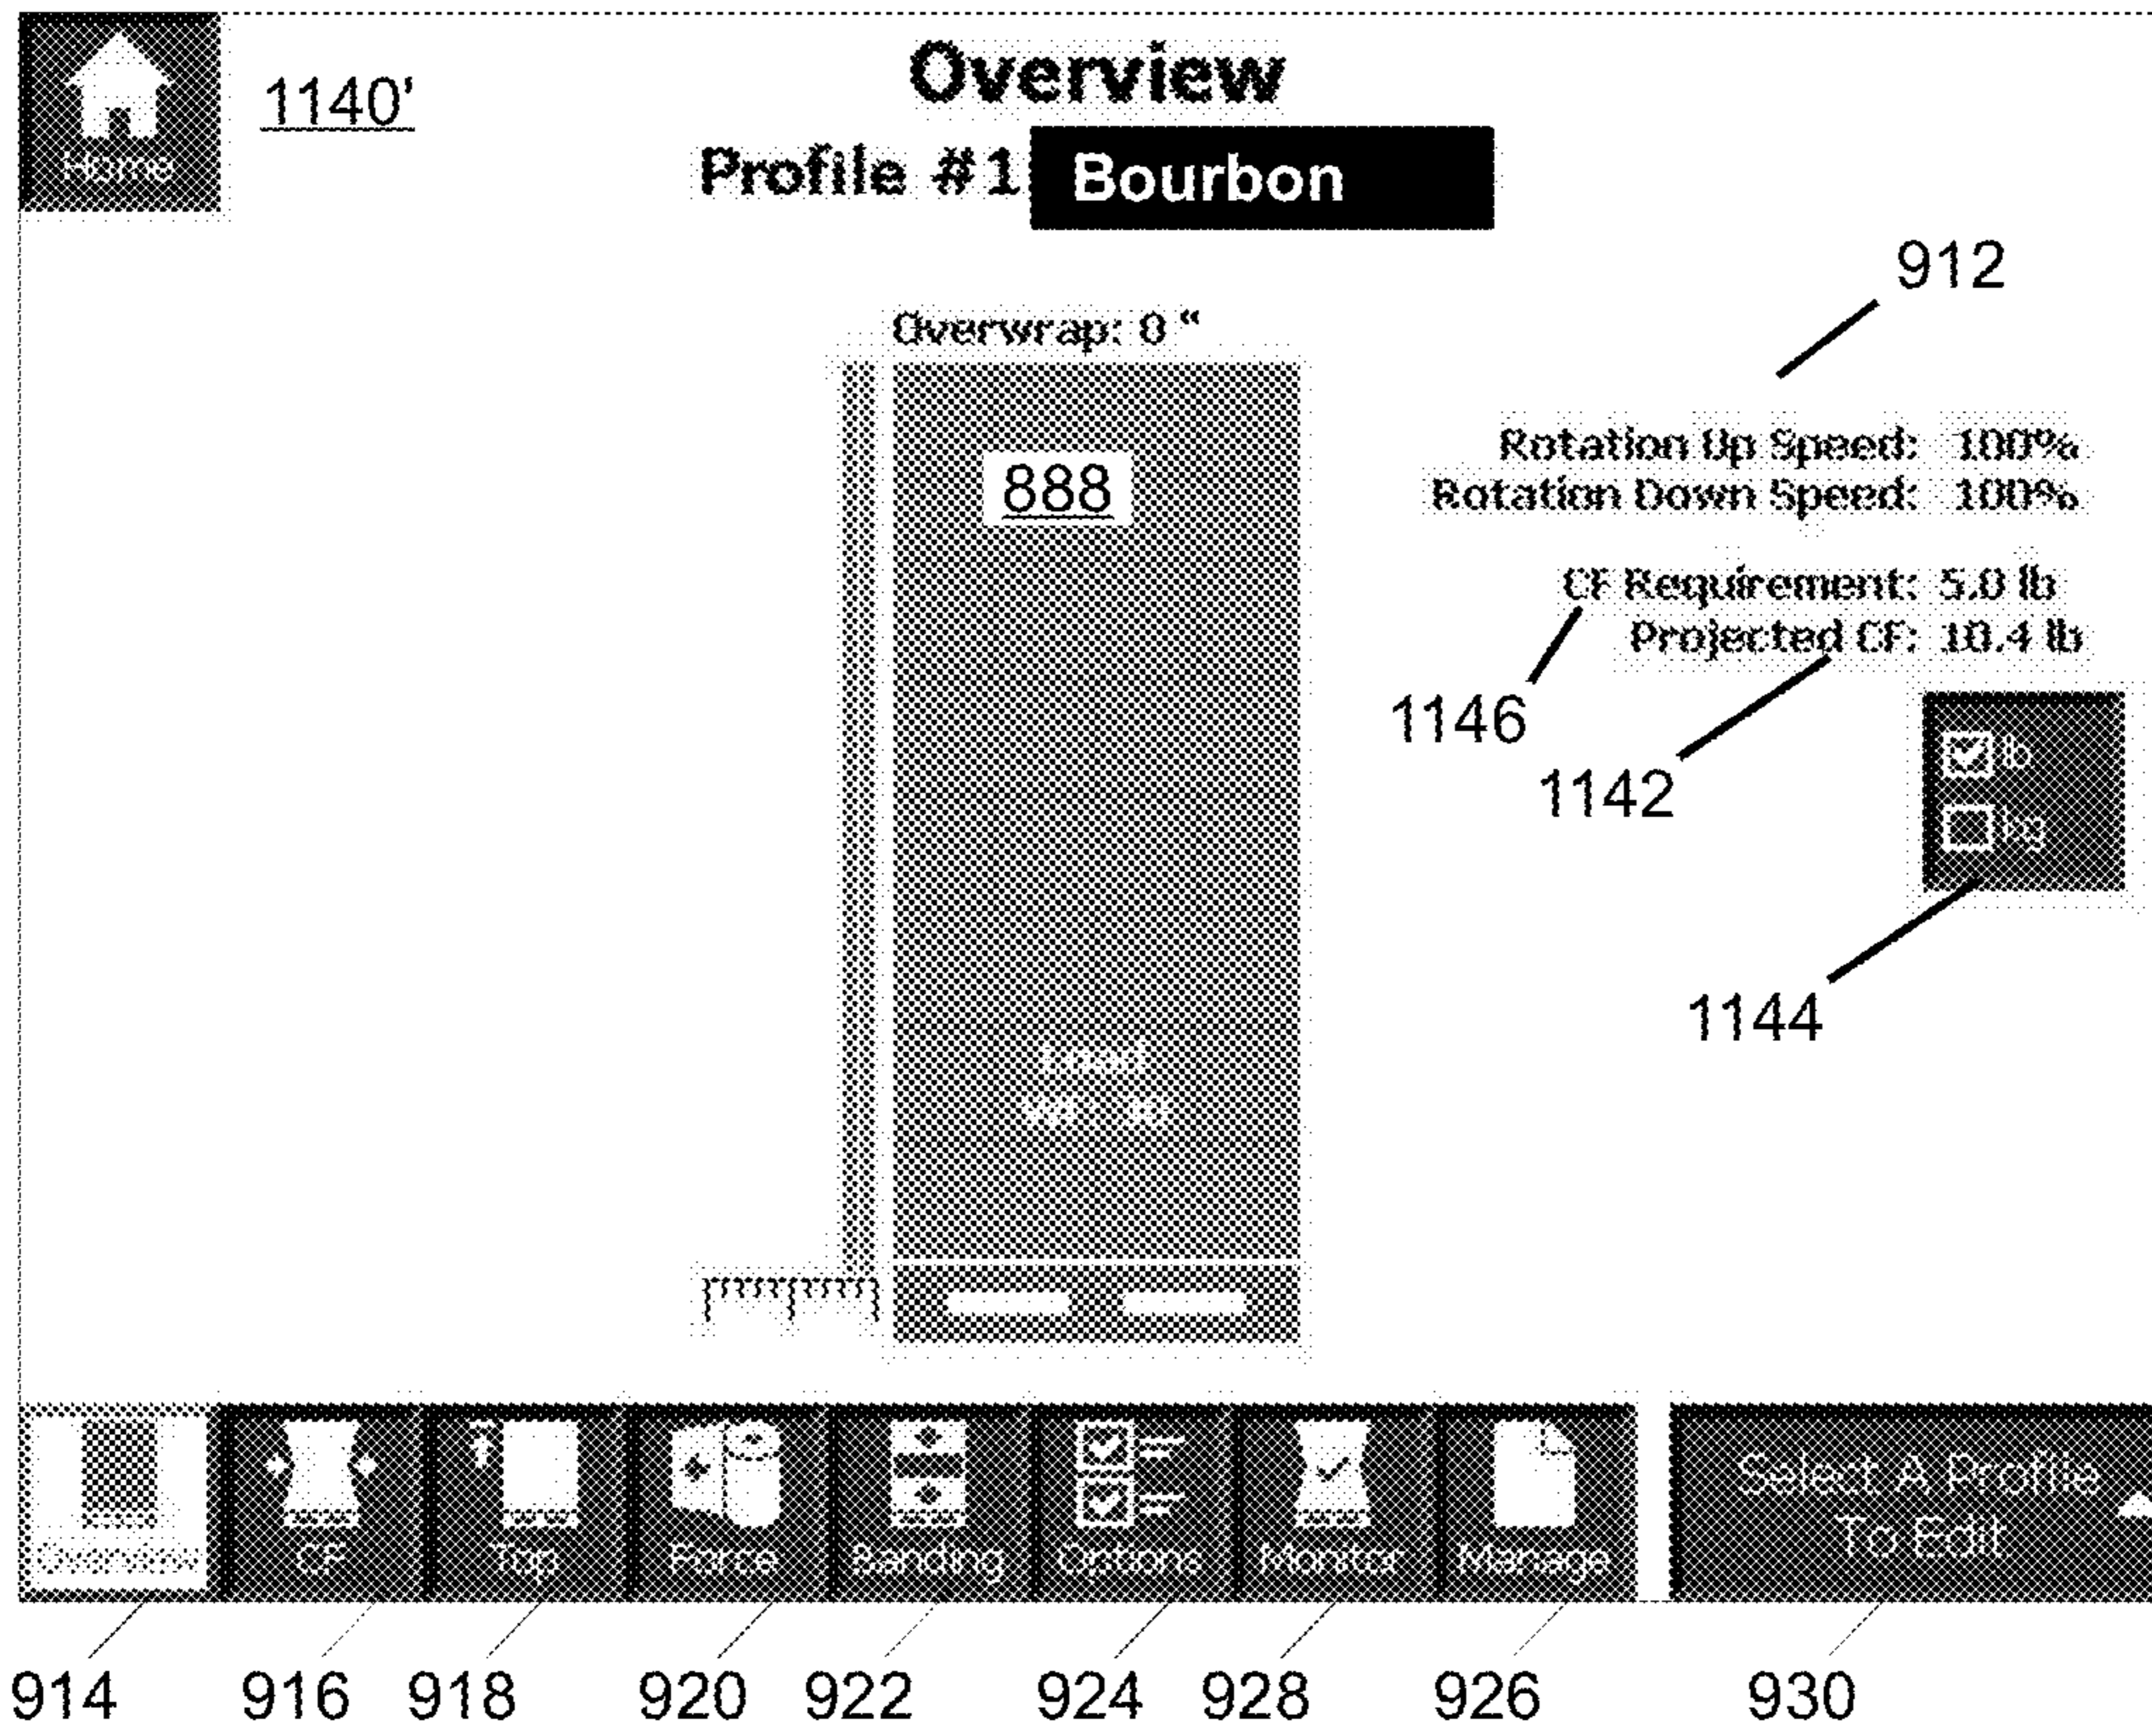 Home
1140'
Overview
Profile #1 Bourbon
912
Overwrap: 0 "
888
Rotation Up Speed: 100%
Rotation Down Speed: 100%
CF Requirement: 5.0 lb
Projected CF: 10.4 lb
1146
1142
lb
kg
1144
Load
CF
Top
Force
Banding
Options
Monitor
Manage
Select A Profile
To Edit
914 916 918 920 922 924 928 926 930